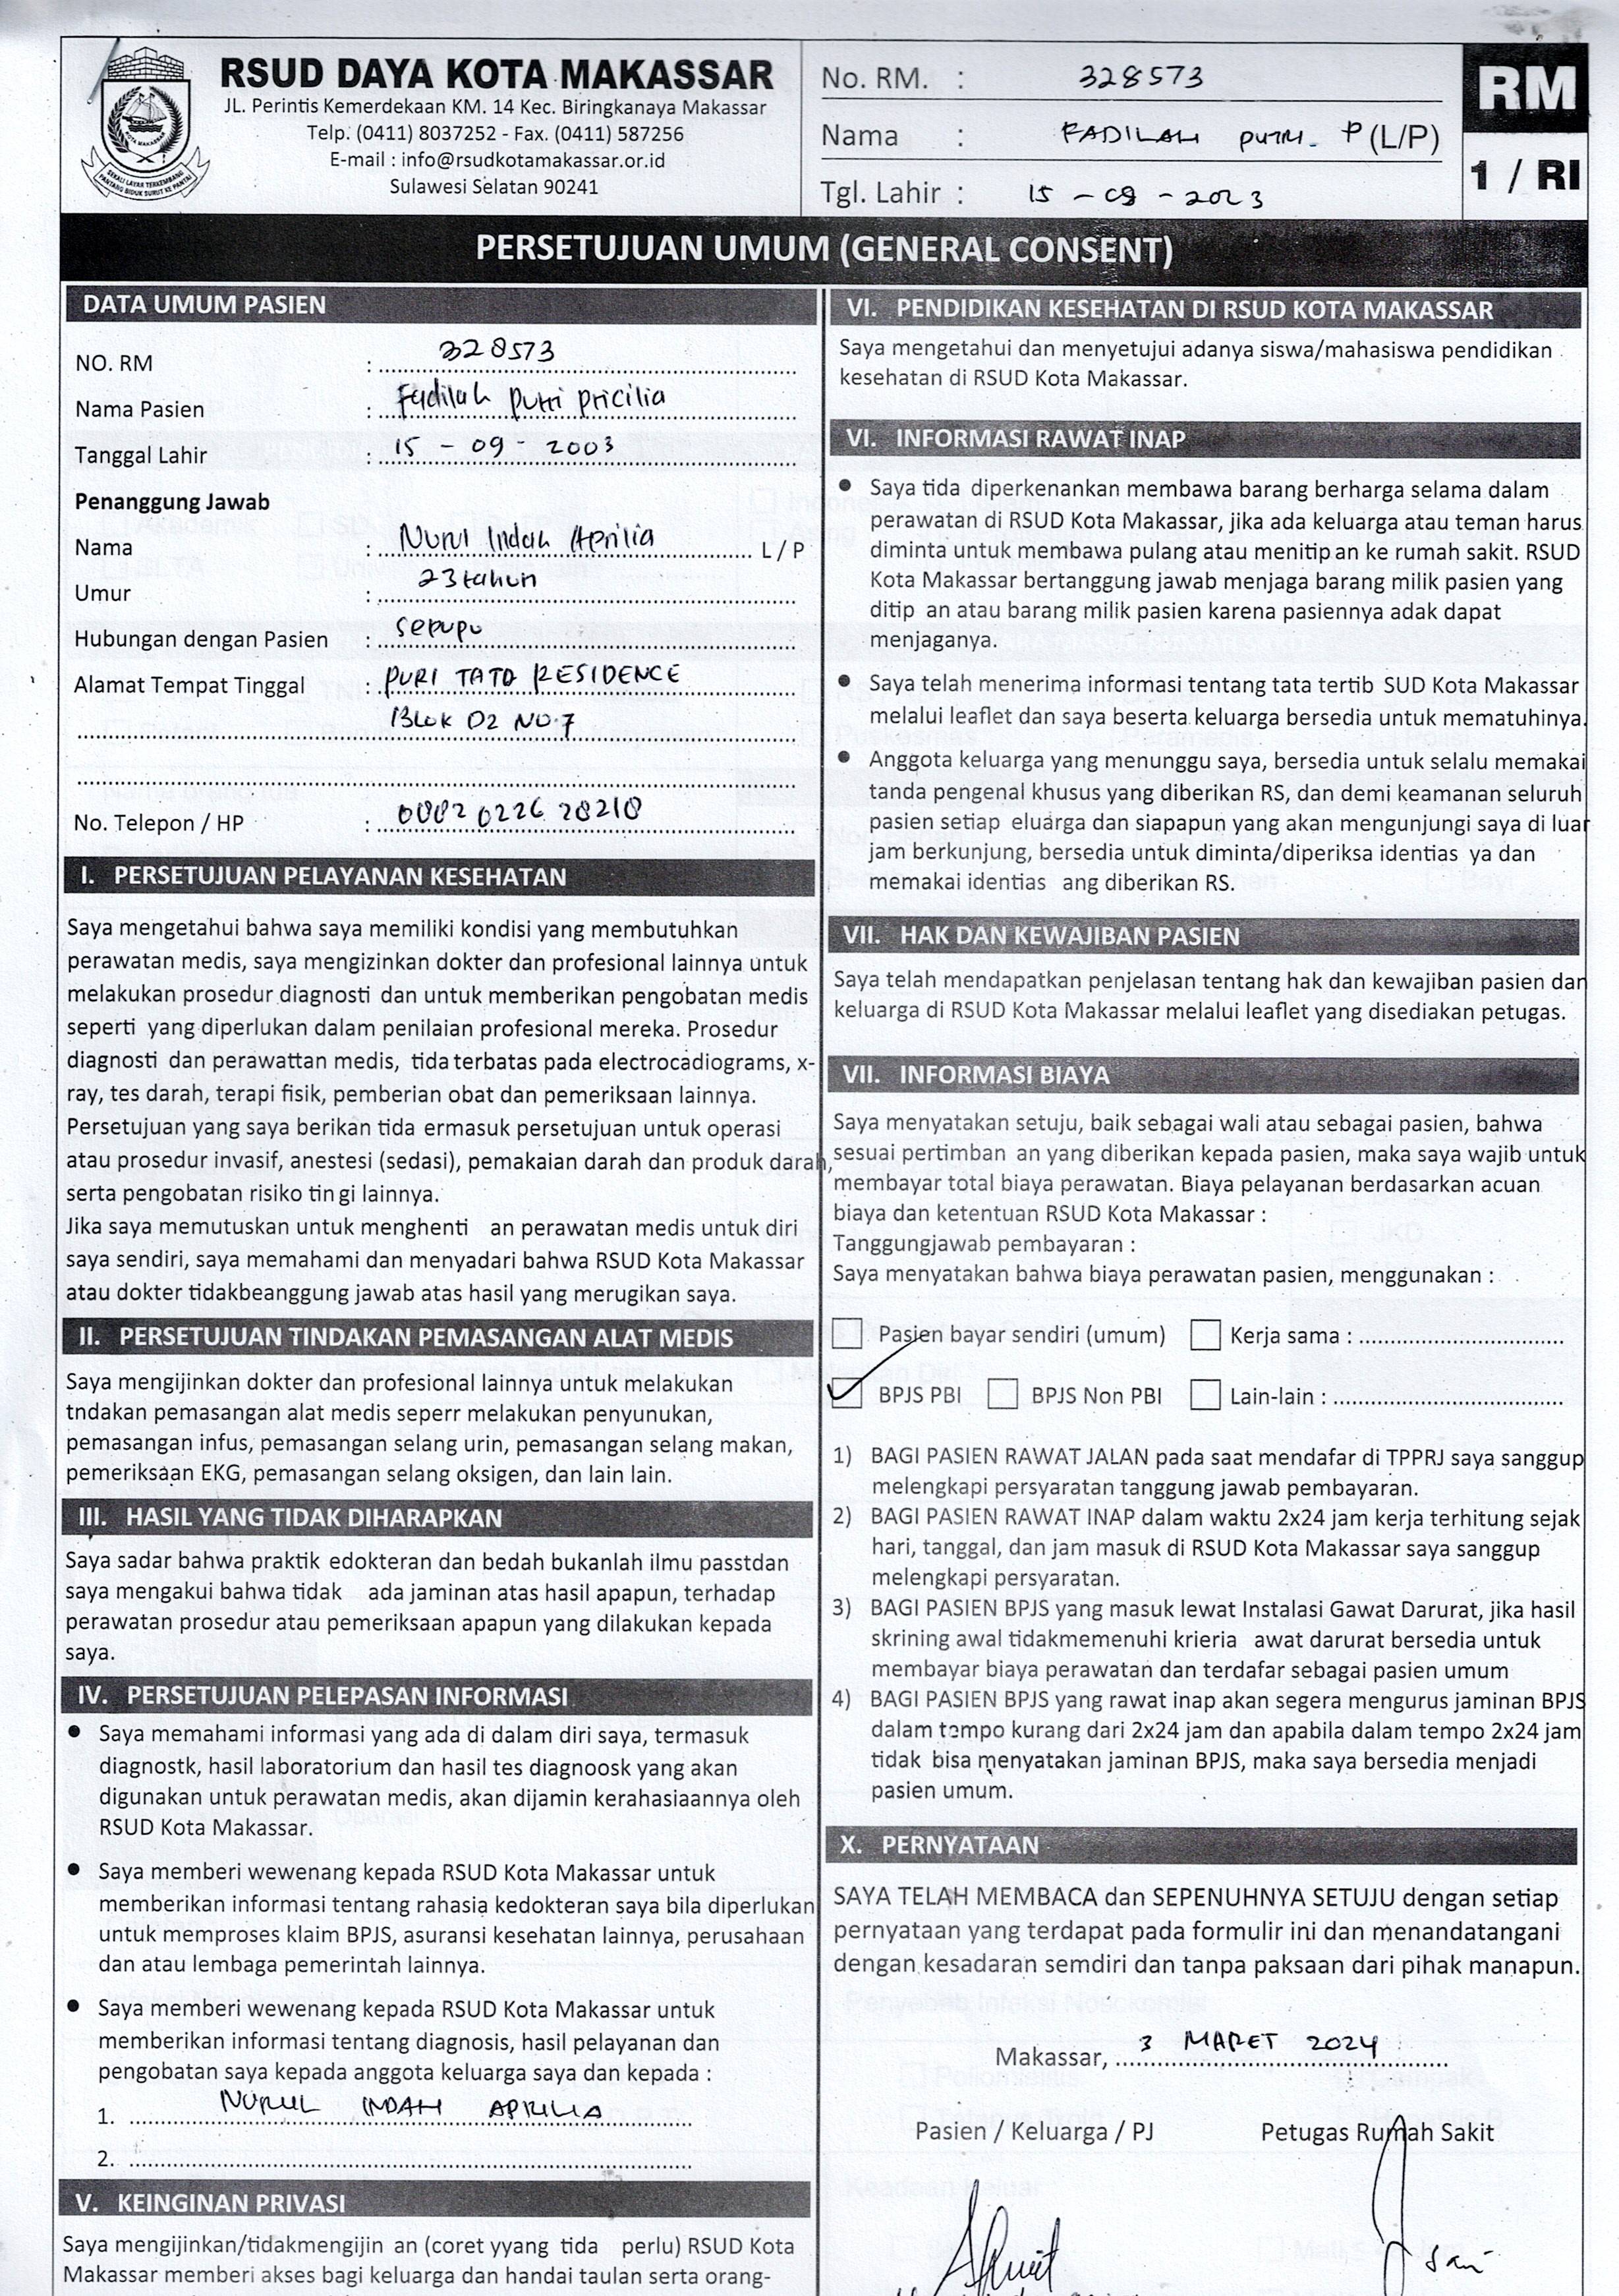 RSUD DAYA KOTA MAKASSAR
JL. Perintis Kemerdekaan KM. 14 Kec. Biringkanaya Makassar
Telp. (0411) 8037252 - Fax. (0411) 587256
E-mail : info@rsudkotamakassar.or.id
Sulawesi Selatan 90241
KOTA MAKASSAR
SEKALI LAYAR TERKEMBANG
PANTANG BIDUK SURUT KE PANTAI
No. RM. : 328573
Nama : FADILAH PUTRI. P (L/P)
Tgl. Lahir : 15 - 09 - 2023
RM
1 / RI
PERSETUJUAN UMUM (GENERAL CONSENT)
DATA UMUM PASIEN
NO. RM : 328573
Nama Pasien : Fadilah Putri Pricilia
Tanggal Lahir : 15 - 09 - 2003
Penanggung Jawab
Nama : Nurul Indah Aprilia L / P
Umur : 23 tahun
Hubungan dengan Pasien : Sepupu
Alamat Tempat Tinggal : PURI TATA RESIDENCE
Blok D2 NO.7
No. Telepon / HP :
I. PERSETUJUAN PELAYANAN KESEHATAN
Saya mengetahui bahwa saya memiliki kondisi yang membutuhkan
perawatan medis, saya mengizinkan dokter dan profesional lainnya untuk
melakukan prosedur diagnosti dan untuk memberikan pengobatan medis
seperti yang diperlukan dalam penilaian profesional mereka. Prosedur
diagnosti dan perawattan medis, tida terbatas pada electrocadiograms, x-
ray, tes darah, terapi fisik, pemberian obat dan pemeriksaan lainnya.
Persetujuan yang saya berikan tida ermasuk persetujuan untuk operasi
atau prosedur invasif, anestesi (sedasi), pemakaian darah dan produk darah,
serta pengobatan risiko tin gi lainnya.
Jika saya memutuskan untuk menghenti an perawatan medis untuk diri
saya sendiri, saya memahami dan menyadari bahwa RSUD Kota Makassar
atau dokter tidakbeanggung jawab atas hasil yang merugikan saya.
II. PERSETUJUAN TINDAKAN PEMASANGAN ALAT MEDIS
Saya mengijinkan dokter dan profesional lainnya untuk melakukan
tndakan pemasangan alat medis seperr melakukan penyunukan,
pemasangan infus, pemasangan selang urin, pemasangan selang makan,
pemeriksaan EKG, pemasangan selang oksigen, dan lain lain.
III. HASIL YANG TIDAK DIHARAPKAN
Saya sadar bahwa praktik edokteran dan bedah bukanlah ilmu passtdan
saya mengakui bahwa tidak ada jaminan atas hasil apapun, terhadap
perawatan prosedur atau pemeriksaan apapun yang dilakukan kepada
saya.
IV. PERSETUJUAN PELEPASAN INFORMASI
• Saya memahami informasi yang ada di dalam diri saya, termasuk
diagnostk, hasil laboratorium dan hasil tes diagnoosk yang akan
digunakan untuk perawatan medis, akan dijamin kerahasiaannya oleh
RSUD Kota Makassar.
• Saya memberi wewenang kepada RSUD Kota Makassar untuk
memberikan informasi tentang rahasia kedokteran saya bila diperlukan
untuk memproses klaim BPJS, asuransi kesehatan lainnya, perusahaan
dan atau lembaga pemerintah lainnya.
• Saya memberi wewenang kepada RSUD Kota Makassar untuk
memberikan informasi tentang diagnosis, hasil pelayanan dan
pengobatan saya kepada anggota keluarga saya dan kepada :
1. NURUL INDAH APRILIA
2.
V. KEINGINAN PRIVASI
Saya mengijinkan/tidakmengijin an (coret yyang tida perlu) RSUD Kota
Makassar memberi akses bagi keluarga dan handai taulan serta orang-
VI. PENDIDIKAN KESEHATAN DI RSUD KOTA MAKASSAR
Saya mengetahui dan menyetujui adanya siswa/mahasiswa pendidikan
kesehatan di RSUD Kota Makassar.
VI. INFORMASI RAWAT INAP
• Saya tida diperkenankan membawa barang berharga selama dalam
perawatan di RSUD Kota Makassar, jika ada keluarga atau teman harus
diminta untuk membawa pulang atau menitip an ke rumah sakit. RSUD
Kota Makassar bertanggung jawab menjaga barang milik pasien yang
ditip an atau barang milik pasien karena pasiennya adak dapat
menjaganya.
• Saya telah menerima informasi tentang tata tertib SUD Kota Makassar
melalui leaflet dan saya beserta keluarga bersedia untuk mematuhinya.
• Anggota keluarga yang menunggu saya, bersedia untuk selalu memakai
tanda pengenal khusus yang diberikan RS, dan demi keamanan seluruh
pasien setiap eluarga dan siapapun yang akan mengunjungi saya di luar
jam berkunjung, bersedia untuk diminta/diperiksa identias ya dan
memakai identias ang diberikan RS.
VII. HAK DAN KEWAJIBAN PASIEN
Saya telah mendapatkan penjelasan tentang hak dan kewajiban pasien dan
keluarga di RSUD Kota Makassar melalui leaflet yang disediakan petugas.
VII. INFORMASI BIAYA
Saya menyatakan setuju, baik sebagai wali atau sebagai pasien, bahwa
sesuai pertimban an yang diberikan kepada pasien, maka saya wajib untuk
membayar total biaya perawatan. Biaya pelayanan berdasarkan acuan
biaya dan ketentuan RSUD Kota Makassar :
Tanggungjawab pembayaran :
Saya menyatakan bahwa biaya perawatan pasien, menggunakan :
Pasien bayar sendiri (umum) Kerja sama :
BPJS PBI BPJS Non PBI Lain-lain :
1) BAGI PASIEN RAWAT JALAN pada saat mendafar di TPPRJ saya sanggup
melengkapi persyaratan tanggung jawab pembayaran.
2) BAGI PASIEN RAWAT INAP dalam waktu 2x24 jam kerja terhitung sejak
hari, tanggal, dan jam masuk di RSUD Kota Makassar saya sanggup
melengkapi persyaratan.
3) BAGI PASIEN BPJS yang masuk lewat Instalasi Gawat Darurat, jika hasil
skrining awal tidakmemenuhi krieria awat darurat bersedia untuk
membayar biaya perawatan dan terdafar sebagai pasien umum
4) BAGI PASIEN BPJS yang rawat inap akan segera mengurus jaminan BPJS
dalam tempo kurang dari 2x24 jam dan apabila dalam tempo 2x24 jam
tidak bisa menyatakan jaminan BPJS, maka saya bersedia menjadi
pasien umum.
X. PERNYATAAN
SAYA TELAH MEMBACA dan SEPENUHNYA SETUJU dengan setiap
pernyataan yang terdapat pada formulir ini dan menandatangani
dengan kesadaran semdiri dan tanpa paksaan dari pihak manapun.
Makassar, 3 MARET 2024
Pasien / Keluarga / PJ Petugas Rumah Sakit
Sari